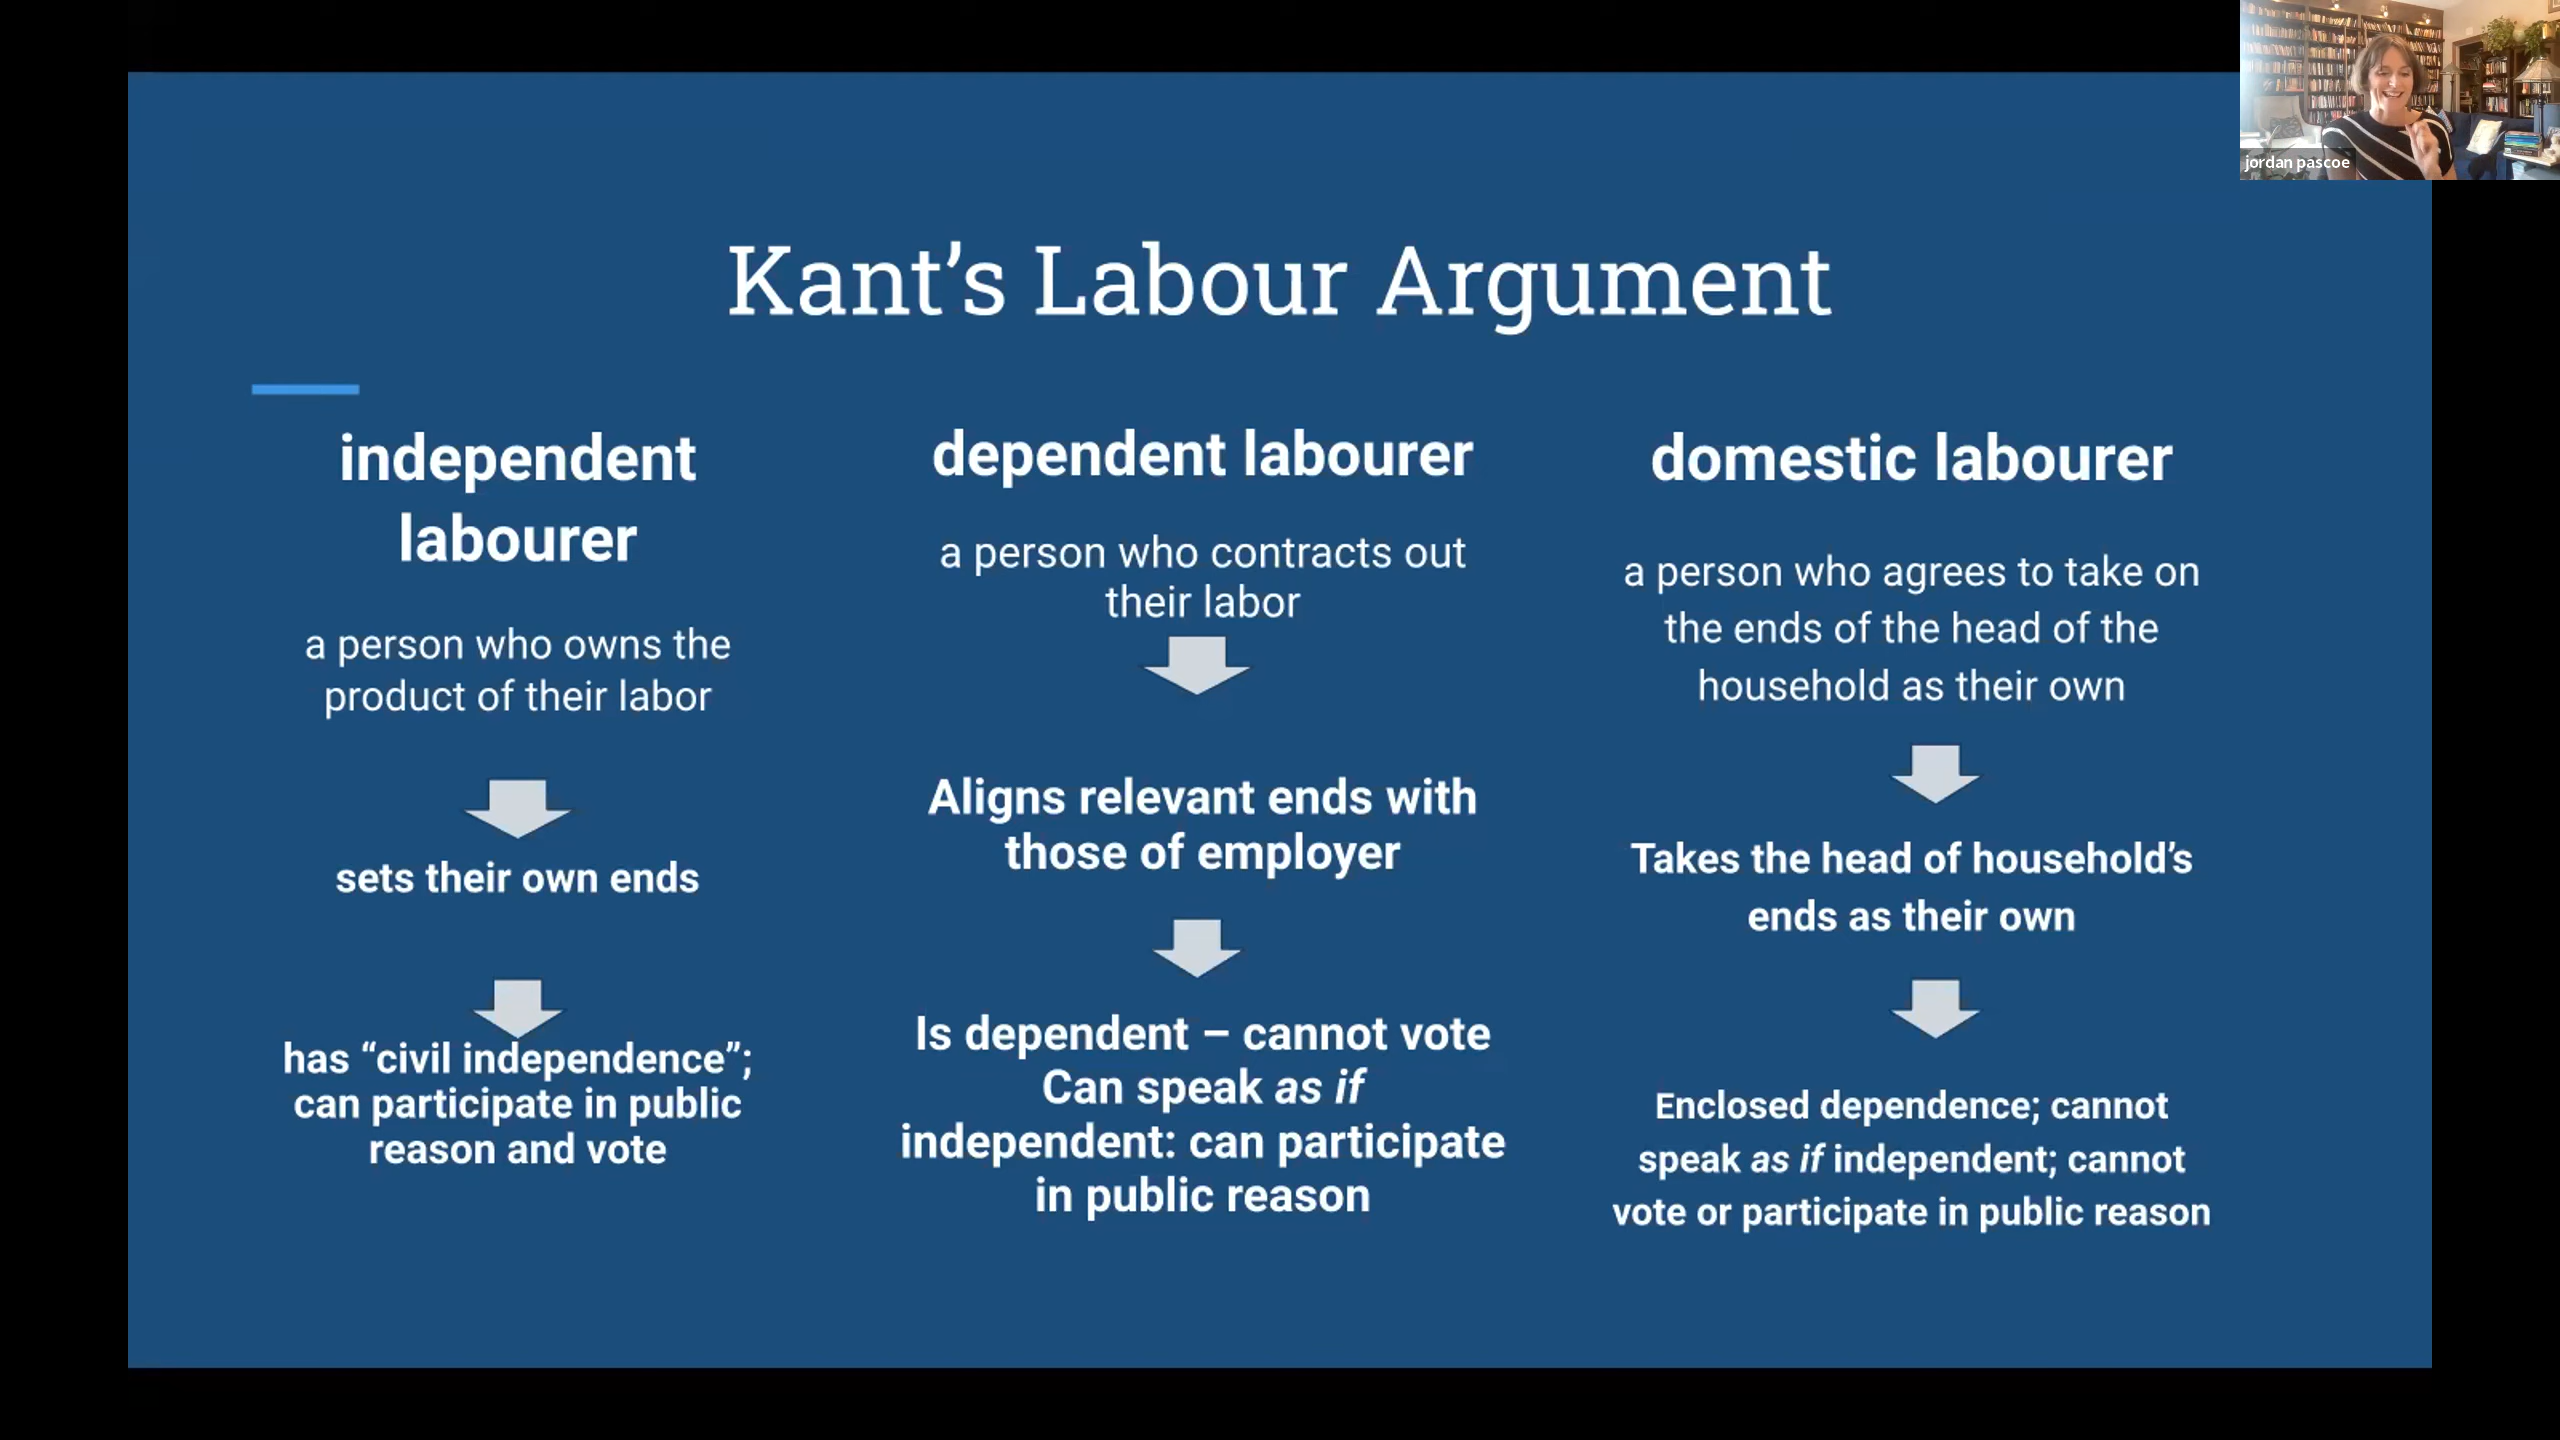 jordan pascoe
Kant’s Labour Argument
independent
labourer
a person who owns the
product of their labor
sets their own ends
has “civil independence”;
can participate in public
reason and vote
dependent labourer
a person who contracts out
their labor
Aligns relevant ends with
those of employer
Is dependent – cannot vote
Can speak as if
independent: can participate
in public reason
domestic labourer
a person who agrees to take on
the ends of the head of the
household as their own
Takes the head of household’s
ends as their own
Enclosed dependence; cannot
speak as if independent; cannot
vote or participate in public reason